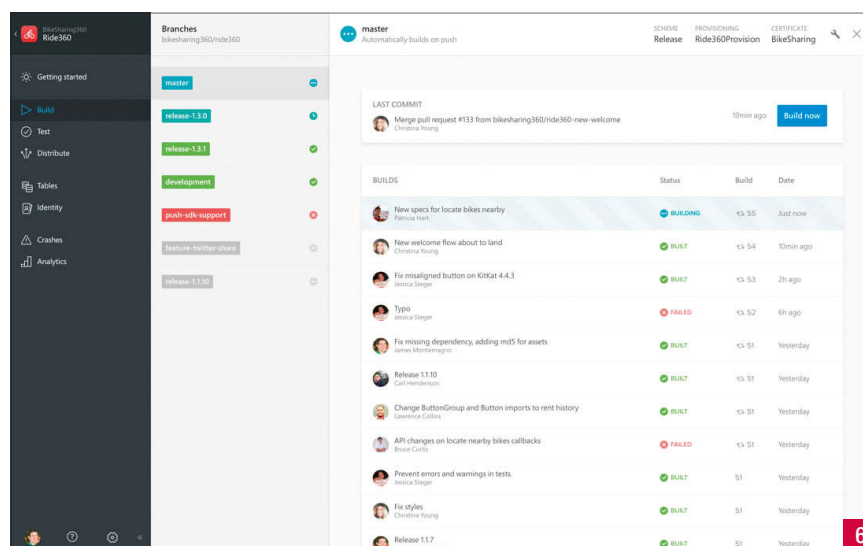 BikeSharing360
Ride360
Getting started
Build
Test
Distribute
Tables
Identity
Crashes
Analytics
Branches
bikesharing360/ride360
master
release-1.3.0
release-1.3.1
development
push-sdk-support
feature-twitter-share
release-1.1.10
master
Automatically builds on push
SCHEME
Release
PROVISIONING
Ride360Provision
CERTIFICATE
BikeSharing
LAST COMMIT
Merge pull request #133 from bikesharing360/ride360-new-welcome
Christina Young
10min ago
Build now
BUILDS Status Build Date
New specs for locate bikes nearby
Patricia Hart
BUILDING 55 Just now
New welcome flow about to land
Christina Young
BUILT 54 10min ago
Fix misaligned button on KitKat 4.4.3
Jessica Steger
BUILT 53 2h ago
Typo
Jessica Steger
FAILED 52 6h ago
Fix missing dependency, adding md5 for assets
James Montemagno
BUILT 51 Yesterday
Release 1.1.10
Carl Henderson
BUILT 51 Yesterday
Change ButtonGroup and Button imports to rent history
Lawrence Collins
BUILT 51 Yesterday
API changes on locate nearby bikes callbacks
Bruce Curtis
FAILED 51 Yesterday
Prevent errors and warnings in tests.
Jessica Steger
BUILT 51 Yesterday
Fix styles
Christina Young
BUILT 51 Yesterday
Release 1.1.7
BUILT 51 Yesterday
6